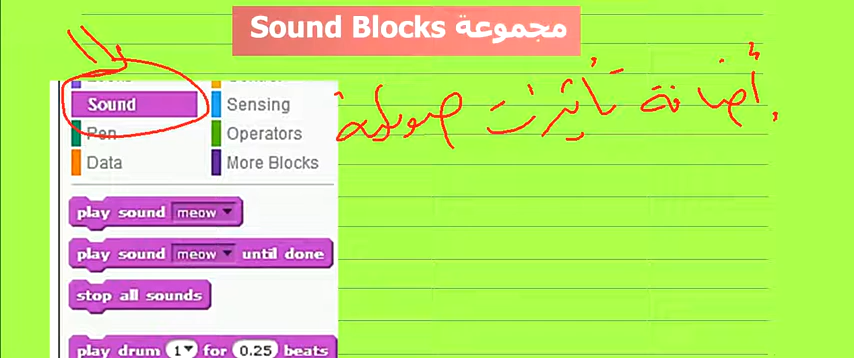 مجموعة Sound Blocks
إضافة تأثيرات صوتية
Sound
Sensing
Pen
Operators
Data
More Blocks
play sound meow
play sound meow until done
stop all sounds
play drum 1 for 0.25 beats